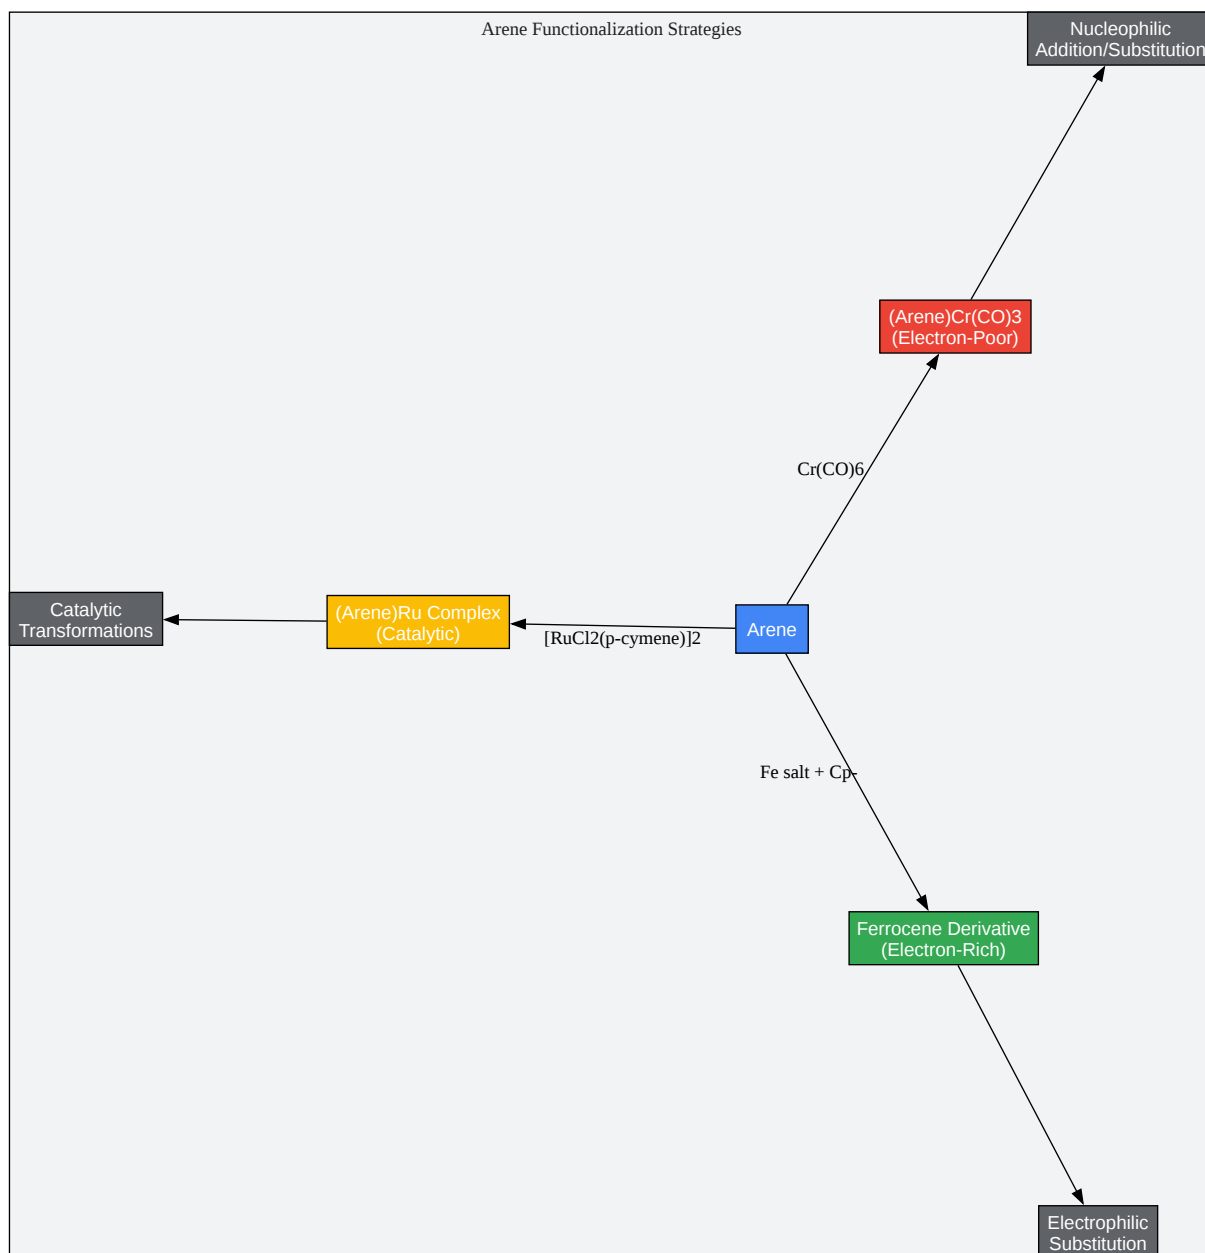 Arene Functionalization Strategies
Nucleophilic
Addition/Substitution
(Arene)Cr(CO)3
(Electron-Poor)
Cr(CO)6
Catalytic
Transformations
(Arene)Ru Complex
(Catalytic)
[RuCl2(p-cymene)]2
Arene
Fe salt + Cp-
Ferrocene Derivative
(Electron-Rich)
Electrophilic
Substitution